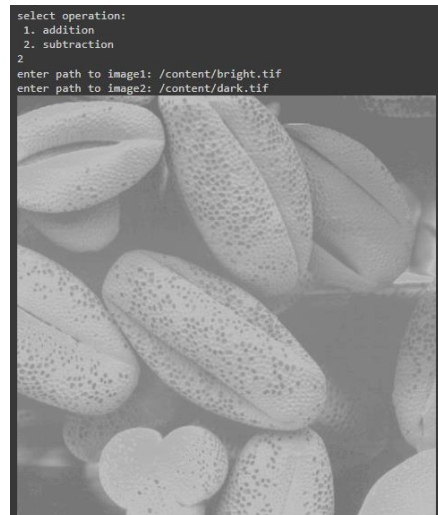 select operation:
1. addition
2. subtraction
2
enter path to image1: /content/bright.tif
enter path to image2: /content/dark.tif